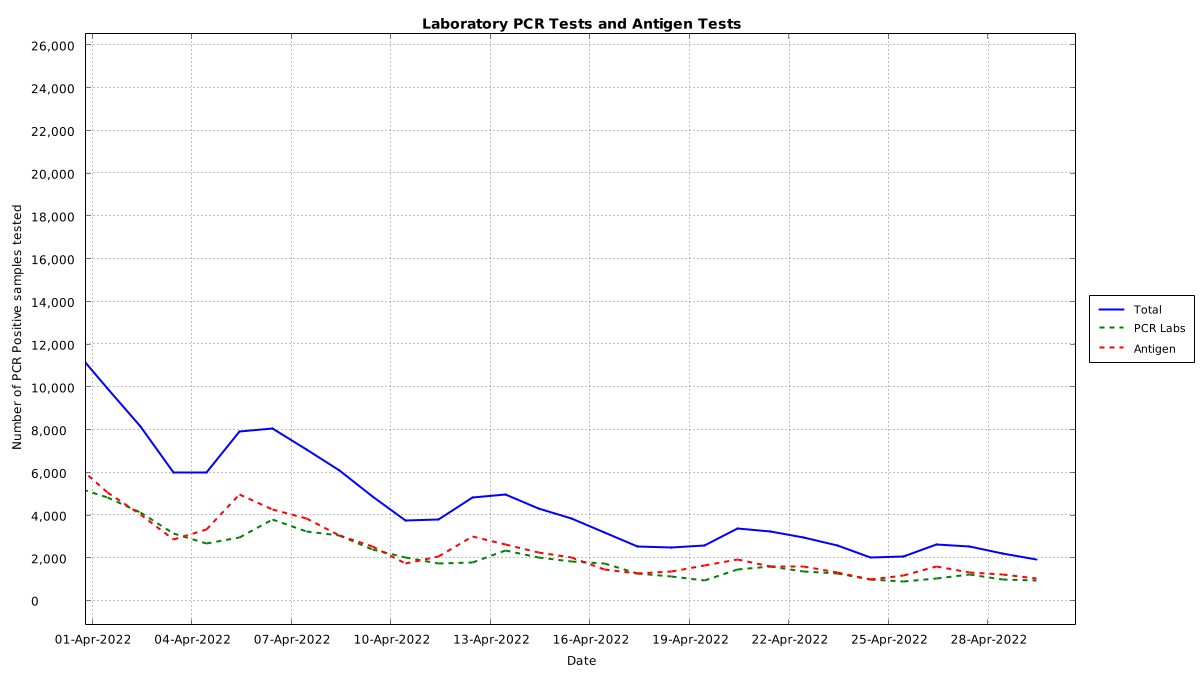 Laboratory PCR Tests and Antigen Tests
Number of PCR Positive samples tested
26,000
24,000
22,000
20,000
18,000
16,000
14,000
12,000
10,000
8,000
6,000
4,000
2,000
0
Total
PCR Labs
Antigen
01-Apr-2022 04-Apr-2022 07-Apr-2022 10-Apr-2022 13-Apr-2022 16-Apr-2022 19-Apr-2022 22-Apr-2022 25-Apr-2022 28-Apr-2022
Date